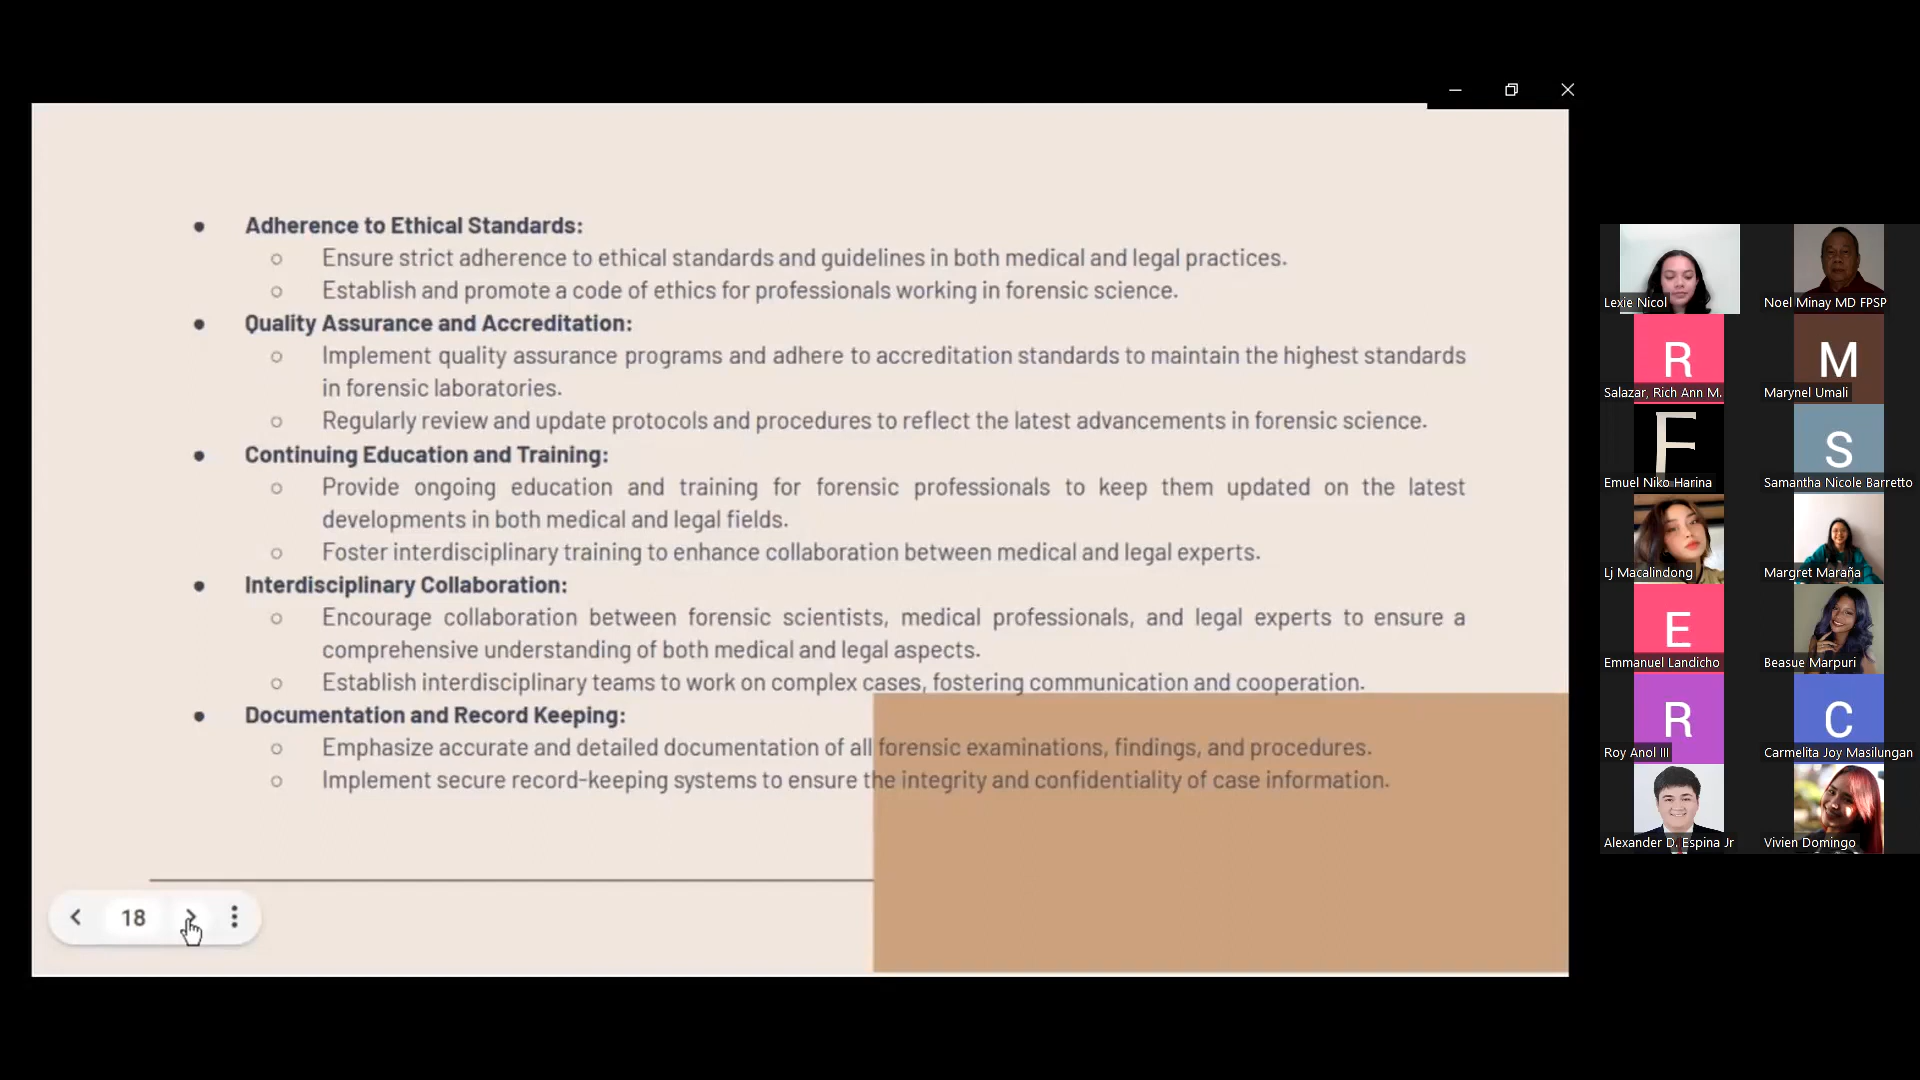 ● Adherence to Ethical Standards:
○ Ensure strict adherence to ethical standards and guidelines in both medical and legal practices.
○ Establish and promote a code of ethics for professionals working in forensic science.
● Quality Assurance and Accreditation:
○ Implement quality assurance programs and adhere to accreditation standards to maintain the highest standards
in forensic laboratories.
○ Regularly review and update protocols and procedures to reflect the latest advancements in forensic science.
● Continuing Education and Training:
○ Provide ongoing education and training for forensic professionals to keep them updated on the latest
developments in both medical and legal fields.
○ Foster interdisciplinary training to enhance collaboration between medical and legal experts.
● Interdisciplinary Collaboration:
○ Encourage collaboration between forensic scientists, medical professionals, and legal experts to ensure a
comprehensive understanding of both medical and legal aspects.
○ Establish interdisciplinary teams to work on complex cases, fostering communication and cooperation.
● Documentation and Record Keeping:
○ Emphasize accurate and detailed documentation of all forensic examinations, findings, and procedures.
○ Implement secure record-keeping systems to ensure the integrity and confidentiality of case information.
18
Lexie Nicol
Noel Minay MD FPSP
R
Salazar, Rich Ann M.
M
Marynel Umali
F
Emuel Niko Harina
S
Samantha Nicole Barretto
Lj Macalindong
Margret Maraña
E
Emmanuel Landicho
Beasue Marpuri
R
Roy Anol III
C
Carmelita Joy Masilungan
Alexander D. Espina Jr
Vivien Domingo